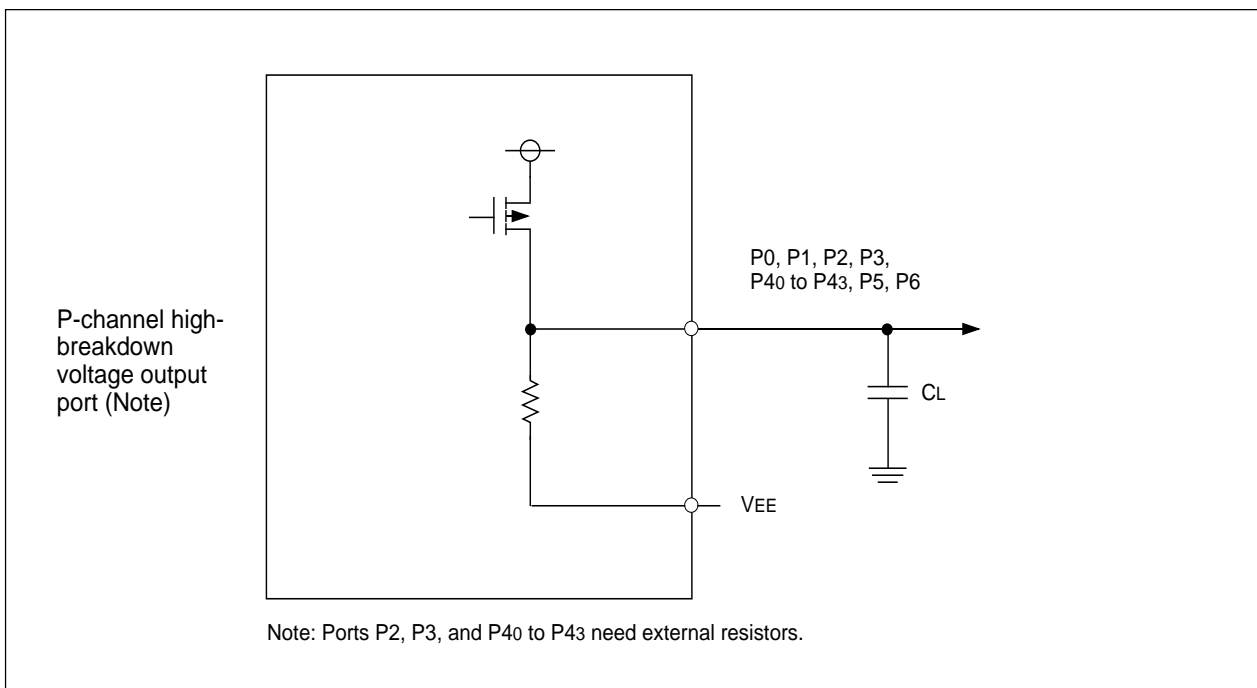 P0, P1, P2, P3,
P40 to P43, P5, P6
P-channel high-
breakdown
voltage output
port (Note)
CL
VEE
Note: Ports P2, P3, and P40 to P43 need external resistors.